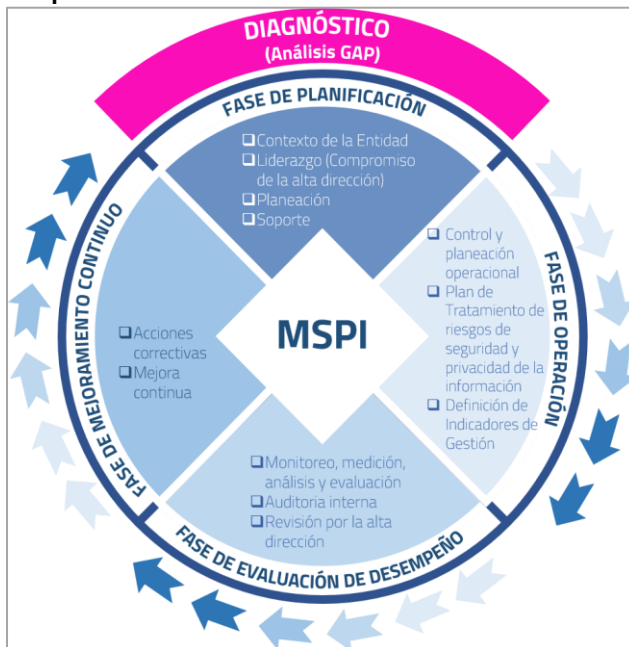 DIAGNÓSTICO
(Análisis GAP)
FASE DE PLANIFICACIÓN
Contexto de la Entidad
Liderazgo (Compromiso
de la alta dirección)
Planeación
Soporte
FASE DE OPERACIÓN
Control y
planeación
operacional
Plan de
Tratamiento de
riesgos de
seguridad y
privacidad de la
información
Definición de
Indicadores de
Gestión
MSPI
FASE DE MEJORAMIENTO CONTINUO
Acciones
correctivas
Mejora
continua
Monitoreo, medición,
análisis y evaluación
Auditoria interna
Revisión por la alta
dirección
FASE DE EVALUACIÓN DE DESEMPEÑO